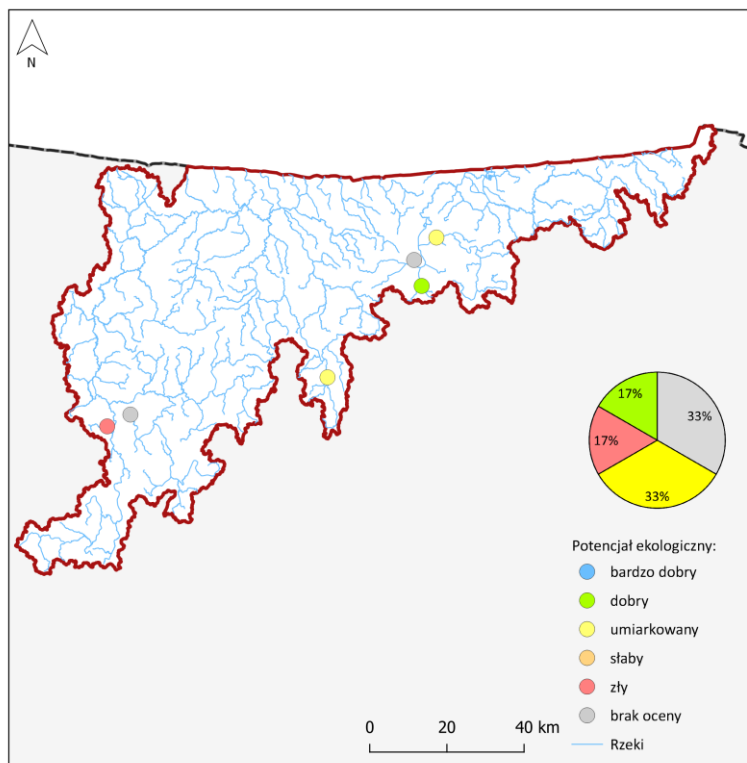 N
17%
33%
17%
33%
Potencjał ekologiczny:
bardzo dobry
dobry
umiarkowany
słaby
zły
brak oceny
Rzeki
0 20 40 km